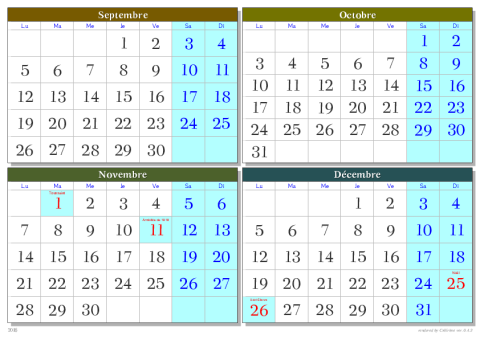 Septembre
Lu Ma Me Je Ve Sa Di
1 2 3 4
5 6 7 8 9 10 11
12 13 14 15 16 17 18
19 20 21 22 23 24 25
26 27 28 29 30
Octobre
Lu Ma Me Je Ve Sa Di
1 2
3 4 5 6 7 8 9
10 11 12 13 14 15 16
17 18 19 20 21 22 23
24 25 26 27 28 29 30
31
Novembre
Lu Ma Me Je Ve Sa Di
Toussaint
1 2 3 4 5 6
7 8 9 10 11 12 13
14 15 16 17 18 19 20
21 22 23 24 25 26 27
28 29 30
Décembre
Lu Ma Me Je Ve Sa Di
1 2 3 4
5 6 7 8 9 10 11
12 13 14 15 16 17 18
Noël
19 20 21 22 23 24 25
26 27 28 29 30 31